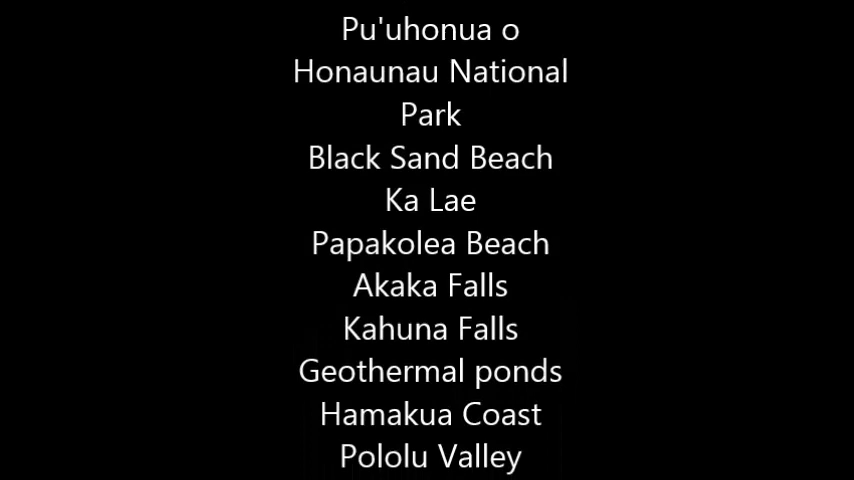 Pu'uhonua o
Honaunau National
Park
Black Sand Beach
Ka Lae
Papakolea Beach
Akaka Falls
Kahuna Falls
Geothermal ponds
Hamakua Coast
Pololu Valley